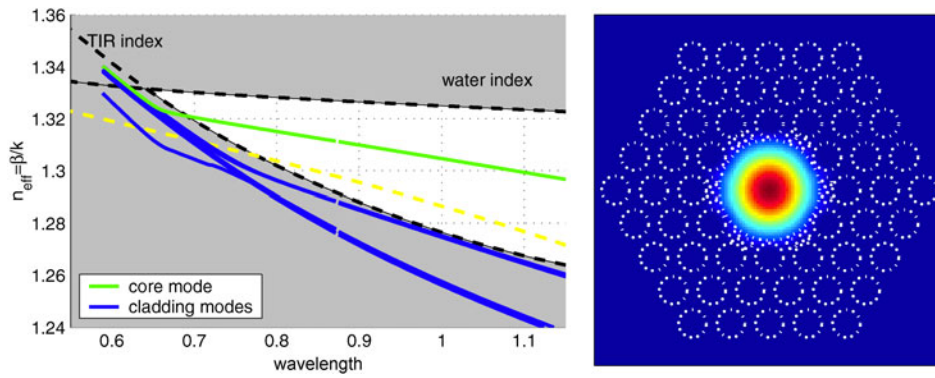 1.36
1.34
1.32
1.3
1.28
1.26
1.24
n_eff=β/k
TIR index
water index
core mode
cladding modes
0.6 0.7 0.8 0.9 1 1.1
wavelength